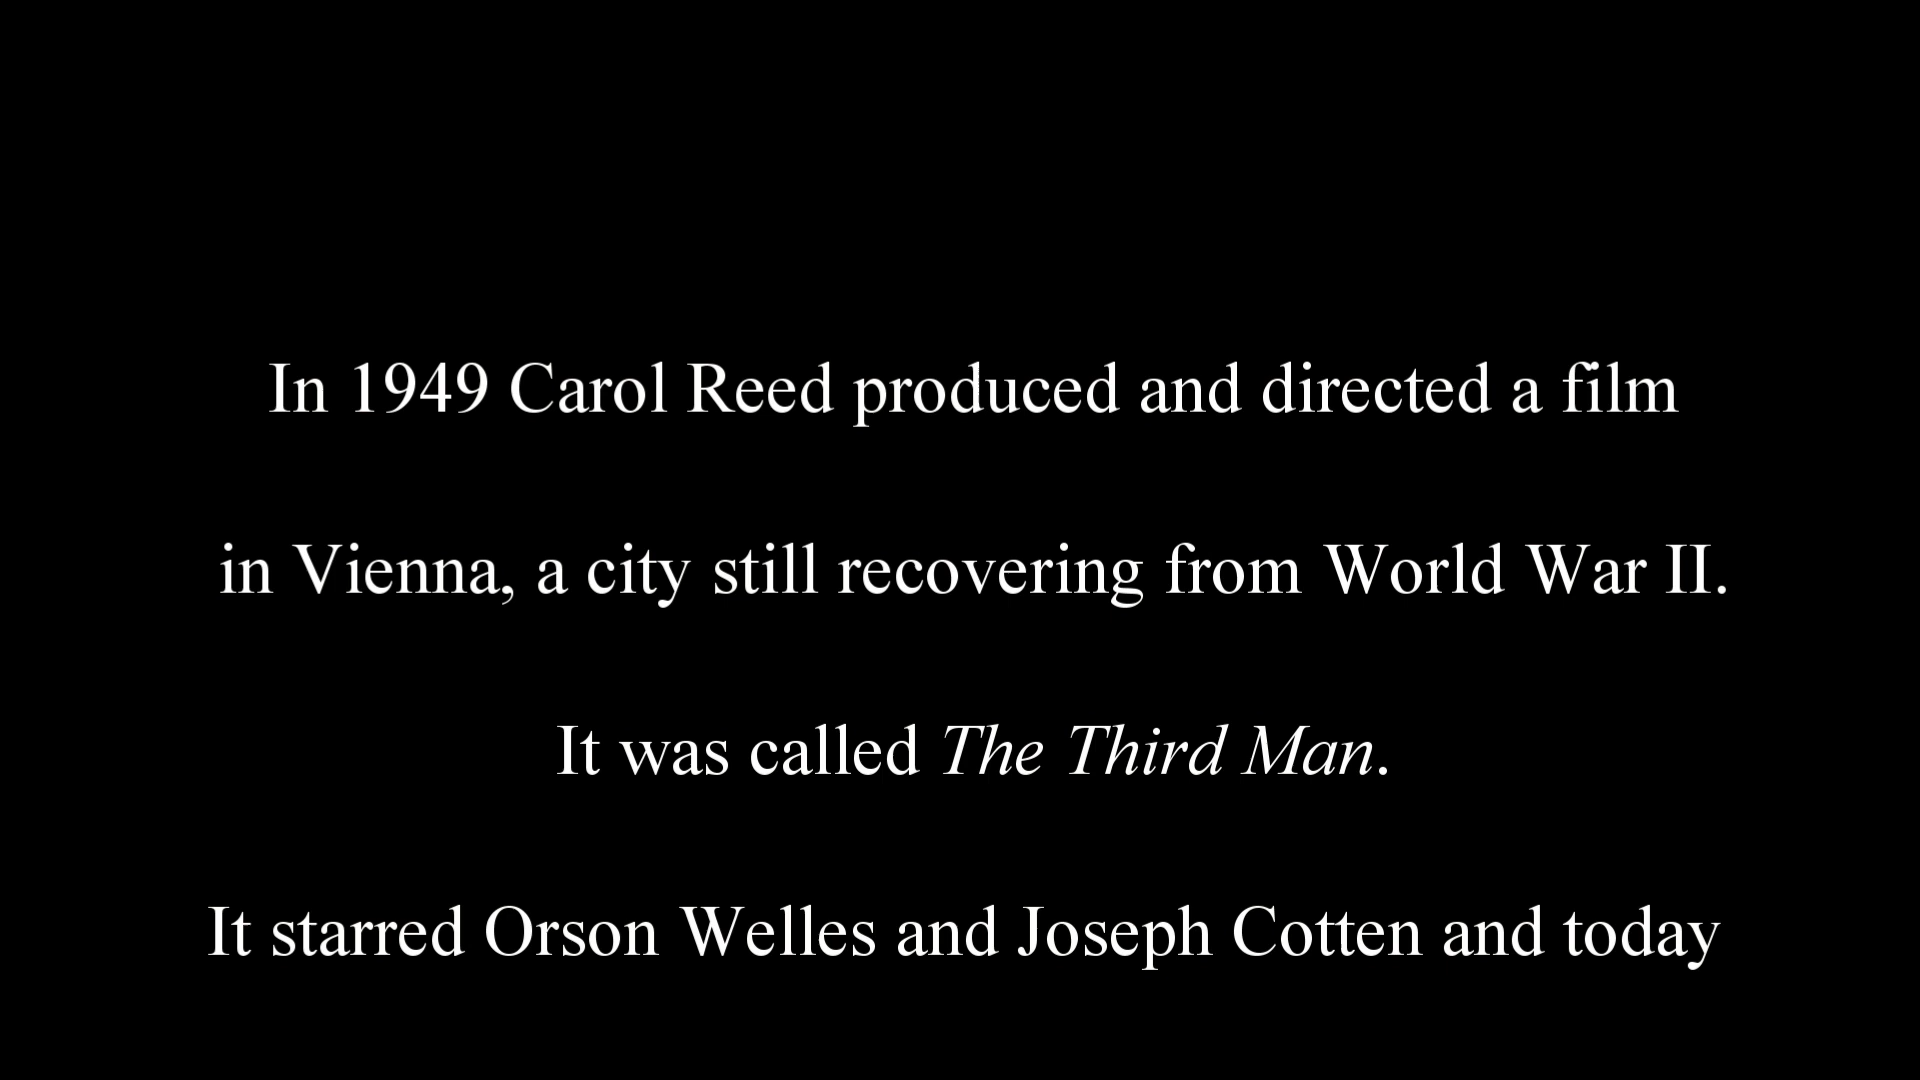 In 1949 Carol Reed produced and directed a film
in Vienna, a city still recovering from World War II.
It was called The Third Man.
It starred Orson Welles and Joseph Cotten and today